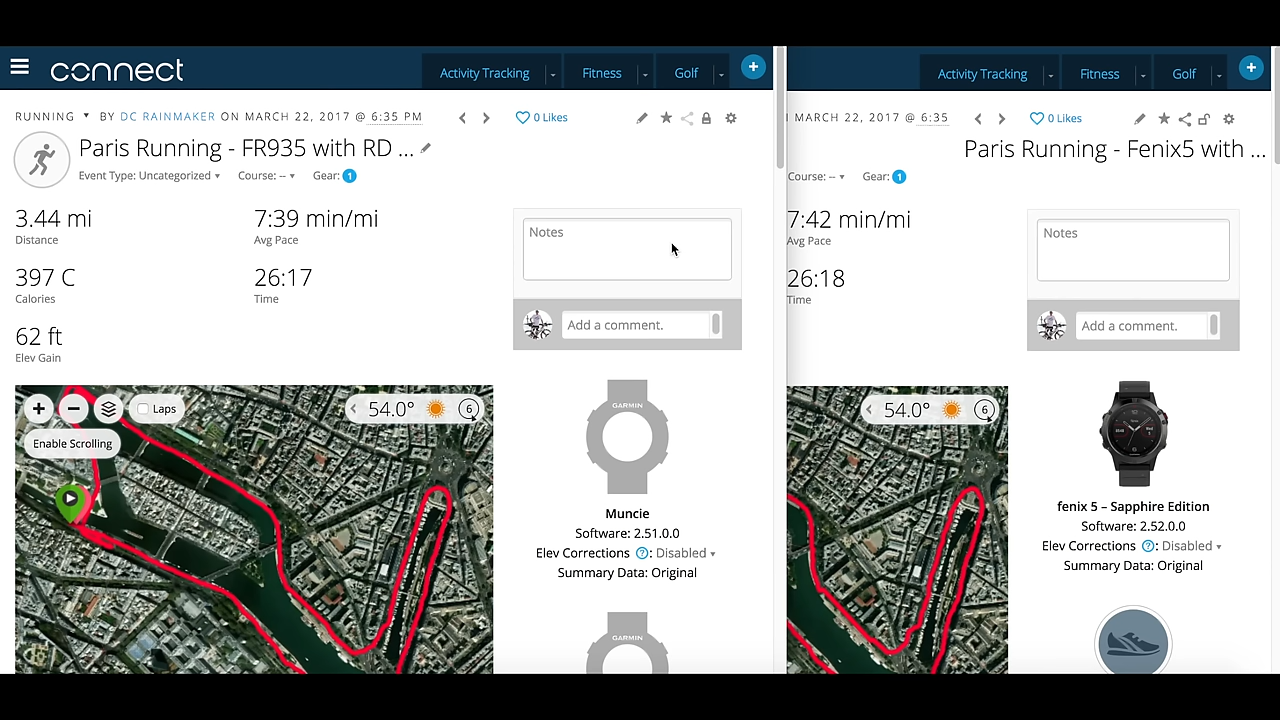 connect
Activity Tracking
Fitness
Golf
+
RUNNING BY DC RAINMAKER ON MARCH 22, 2017 @ 6:35 PM
0 Likes
Paris Running - FR935 with RD ...
Event Type: Uncategorized
Course: --
Gear: 1
3.44 mi
Distance
7:39 min/mi
Avg Pace
397 C
Calories
26:17
Time
62 ft
Elev Gain
Notes
Add a comment.
+
−
Laps
54.0°
6
Enable Scrolling
GARMIN
Muncie
Software: 2.51.0.0
Elev Corrections ?: Disabled
Summary Data: Original
GARMIN
Activity Tracking
Fitness
Golf
+
MARCH 22, 2017 @ 6:35
0 Likes
Paris Running - Fenix5 with ...
Course: --
Gear: 1
7:42 min/mi
Avg Pace
26:18
Time
Notes
Add a comment.
54.0°
6
fenix 5 – Sapphire Edition
Software: 2.52.0.0
Elev Corrections ?: Disabled
Summary Data: Original